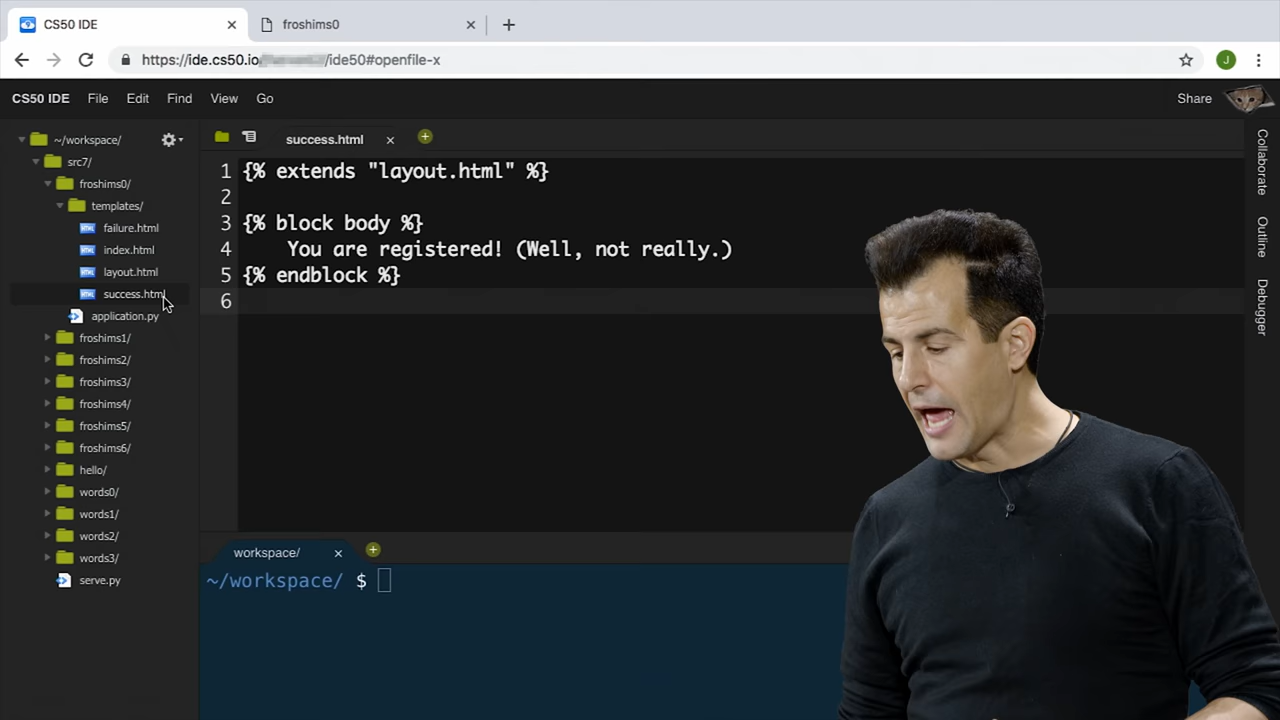 CS50 IDE
froshims0
https://ide.cs50.io/ /ide50#openfile-x
J
CS50 IDE File Edit Find View Go Share
~/workspace/
src7/
froshims0/
templates/
failure.html
index.html
layout.html
success.html
application.py
froshims1/
froshims2/
froshims3/
froshims4/
froshims5/
froshims6/
hello/
words0/
words1/
words2/
words3/
serve.py
success.html
1 {% extends "layout.html" %}
2
3 {% block body %}
4 You are registered! (Well, not really.)
5 {% endblock %}
6
workspace/
~/workspace/ $
Collaborate
Outline
Debugger